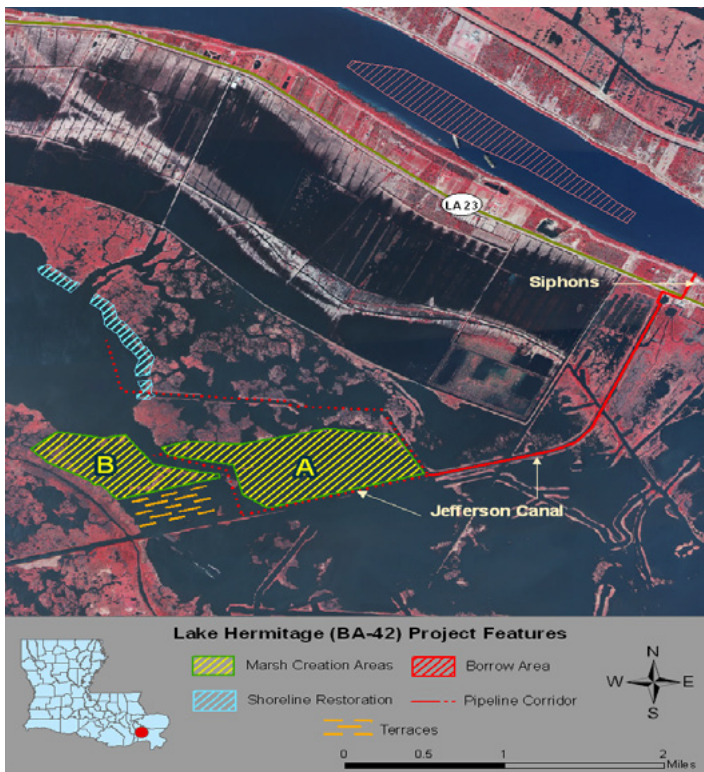 LA 23
Siphons
B
A
Jefferson Canal
Lake Hermitage (BA-42) Project Features
Marsh Creation Areas
Borrow Area
Shoreline Restoration
Pipeline Corridor
Terraces
N
W
E
S
0
0.5
1
2
Miles